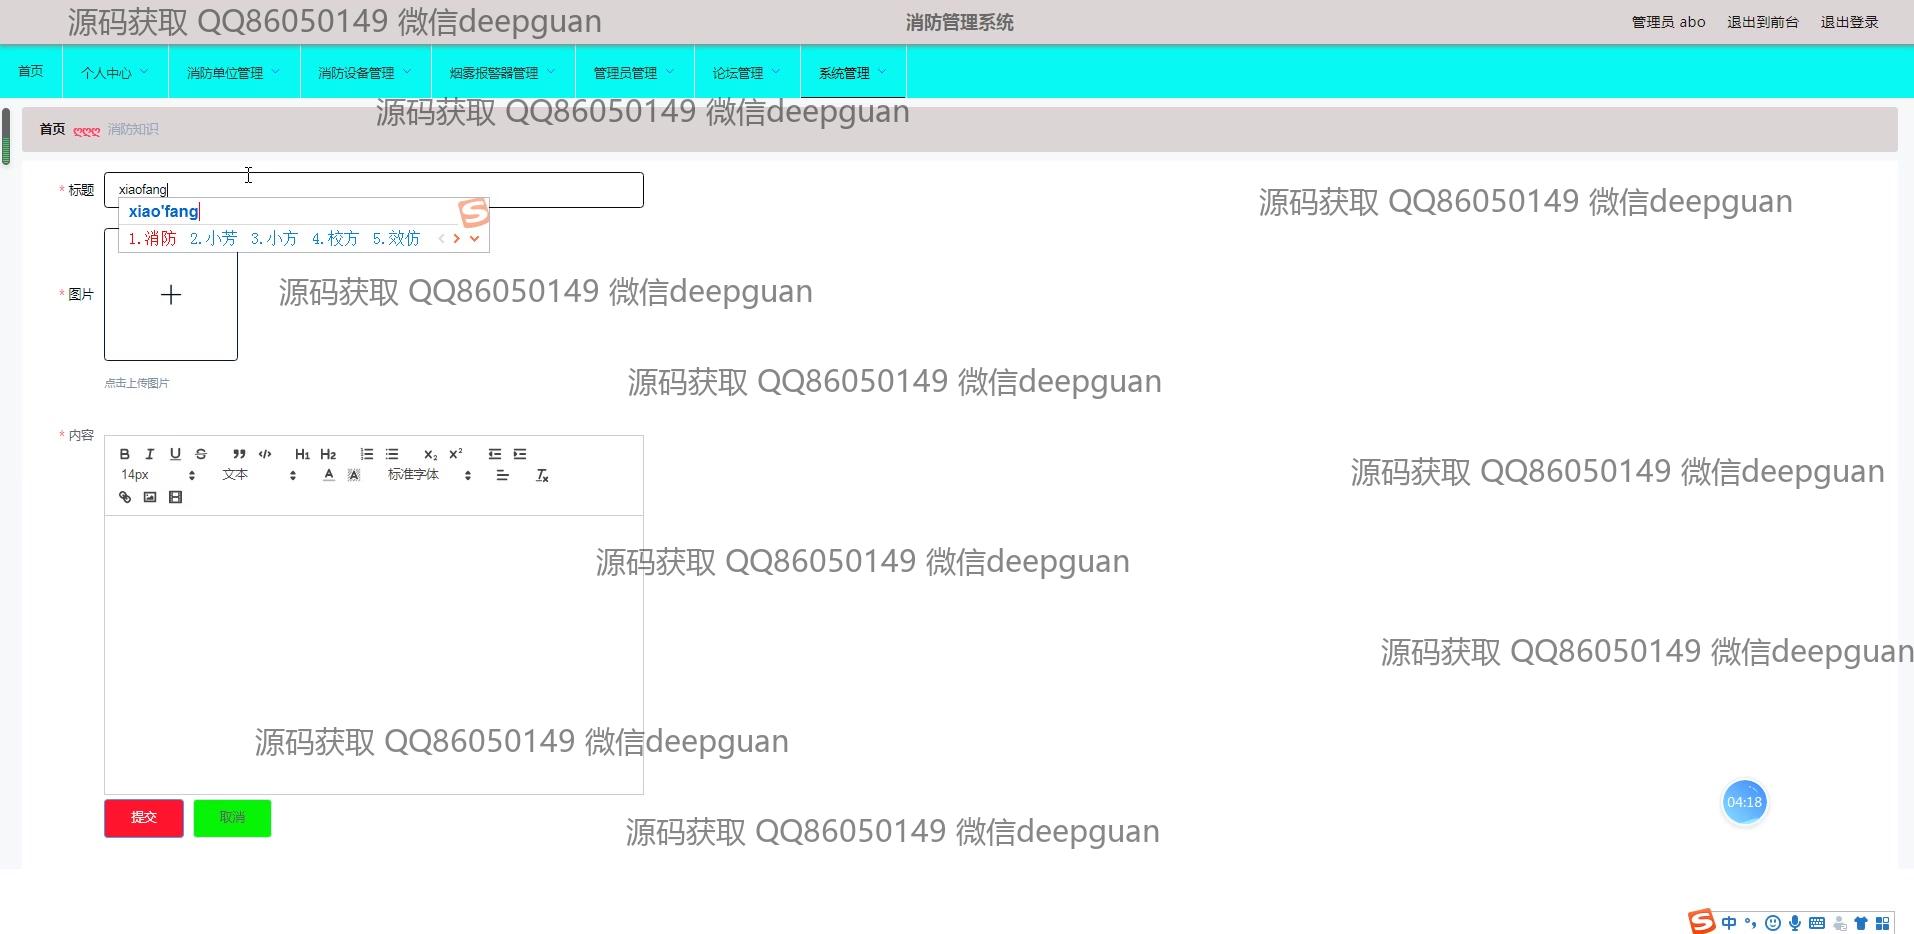 源码获取 QQ86050149 微信deepguan
消防管理系统
管理员 abo 退出到前台 退出登录
首页 个人中心 消防单位管理 消防设备管理 烟雾报警器管理 管理员管理 论坛管理 系统管理
源码获取 QQ86050149 微信deepguan
首页 ღღღ 消防知识
* 标题 xiaofang
源码获取 QQ86050149 微信deepguan
xiao'fang
1.消防 2.小芳 3.小方 4.校方 5.效仿
* 图片
源码获取 QQ86050149 微信deepguan
点击上传图片
源码获取 QQ86050149 微信deepguan
* 内容
B I U S H1 H2 x₂ x²
14px 文本 A A 标准字体 Tx
源码获取 QQ86050149 微信deepguan
源码获取 QQ86050149 微信deepguan
源码获取 QQ86050149 微信deepguan
源码获取 QQ86050149 微信deepguan
提交 取消
04:18
源码获取 QQ86050149 微信deepguan
中